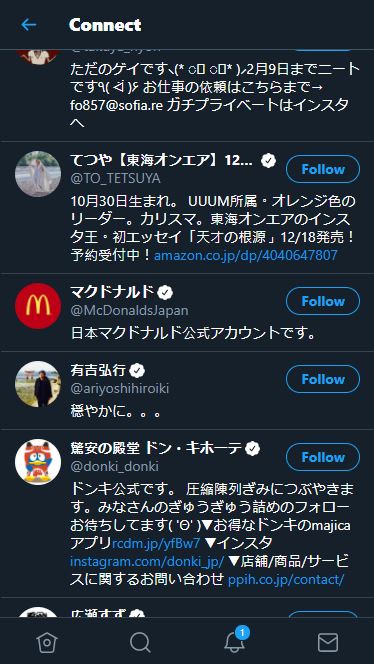 Connect
ただのゲイです
2月9日までニート
です
お仕事の依頼はこちらまで→
fo857@sofia.re ガチプライベートはインスタ
へ
てつや【東海オンエア】12...
Follow
@TO_TETSUYA
10月30日生まれ。 UUUM所属・オレンジ色の
リーダー。カリスマ。東海オンエアのインス
タ王・初エッセイ「天才の根源」12/18発売！
予約受付中！amazon.co.jp/dp/4040647807
マクドナルド
Follow
@McDonaldsJapan
日本マクドナルド公式アカウントです。
有吉弘行
Follow
@ariyoshihiroiki
穏やかに。。。
驚安の殿堂 ドン・キホーテ
Follow
@donki_donki
ドンキ公式です。 圧縮陳列ぎみにつぶやきま
す。みなさんのぎゅうぎゅう詰めのフォロー
お待ちしてます( 'Θ' )▼お得なドンキのmajica
アプリrcdm.jp/yfBw7 ▼インスタ
instagram.com/donki_jp/ ▼店舗/商品/サービ
スに関するお問い合わせ ppih.co.jp/contact/
広瀬すず
1